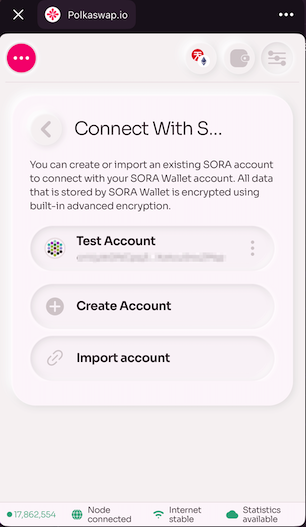 Polkaswap.io
Connect With S...
You can create or import an existing SORA account
to connect with your SORA Wallet account. All data
that is stored by SORA Wallet is encrypted using
built-in advanced encryption.
Test Account
Create Account
Import account
17,862,554
Node
connected
Internet
stable
Statistics
available